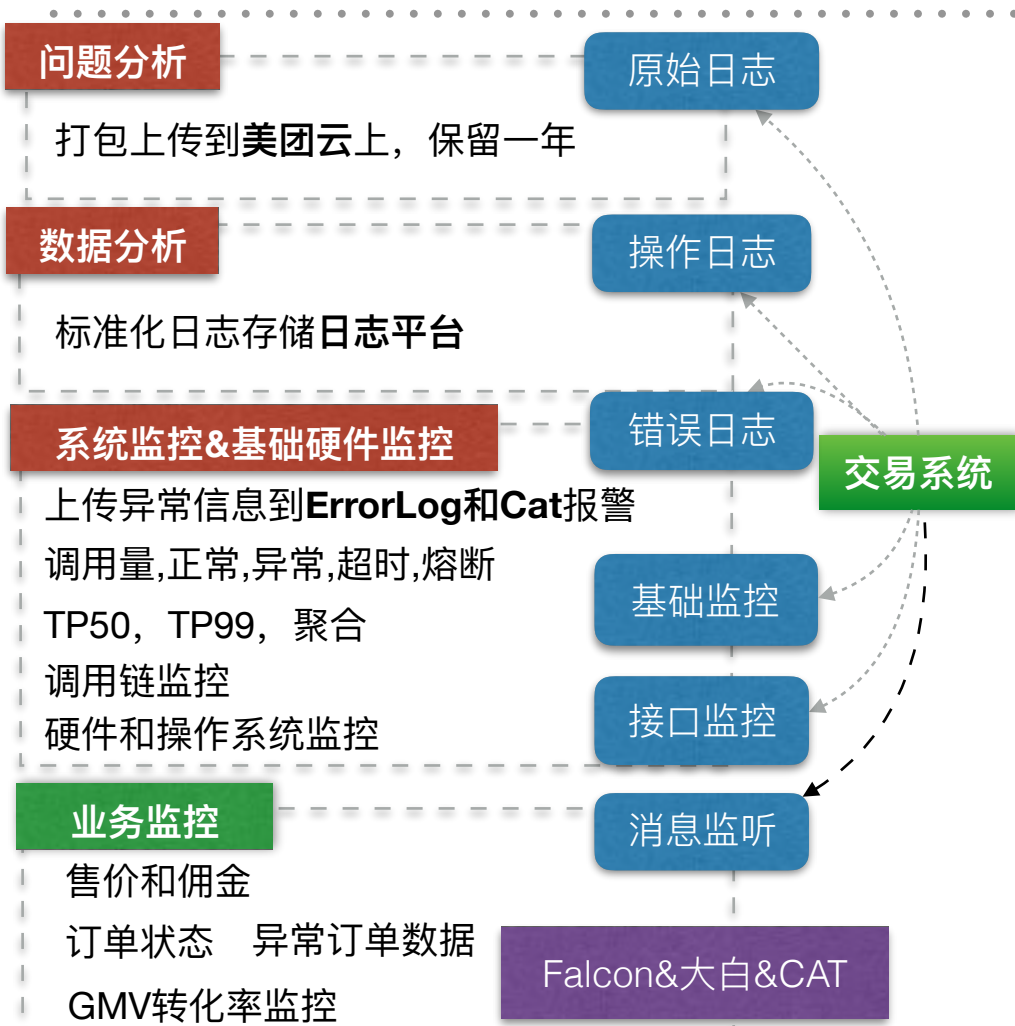 问题分析
原始日志
打包上传到美团云上，保留一年
数据分析
操作日志
标准化日志存储日志平台
系统监控&基础硬件监控
错误日志
交易系统
上传异常信息到ErrorLog和Cat报警
调用量,正常,异常,超时,熔断
基础监控
TP50，TP99，聚合
调用链监控
接口监控
硬件和操作系统监控
业务监控
消息监听
售价和佣金
订单状态 异常订单数据
Falcon&大白&CAT
GMV转化率监控